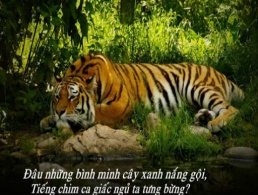 Đâu những bình minh cây xanh nắng gội,
Tiếng chim ca giấc ngủ ta tưng bừng?